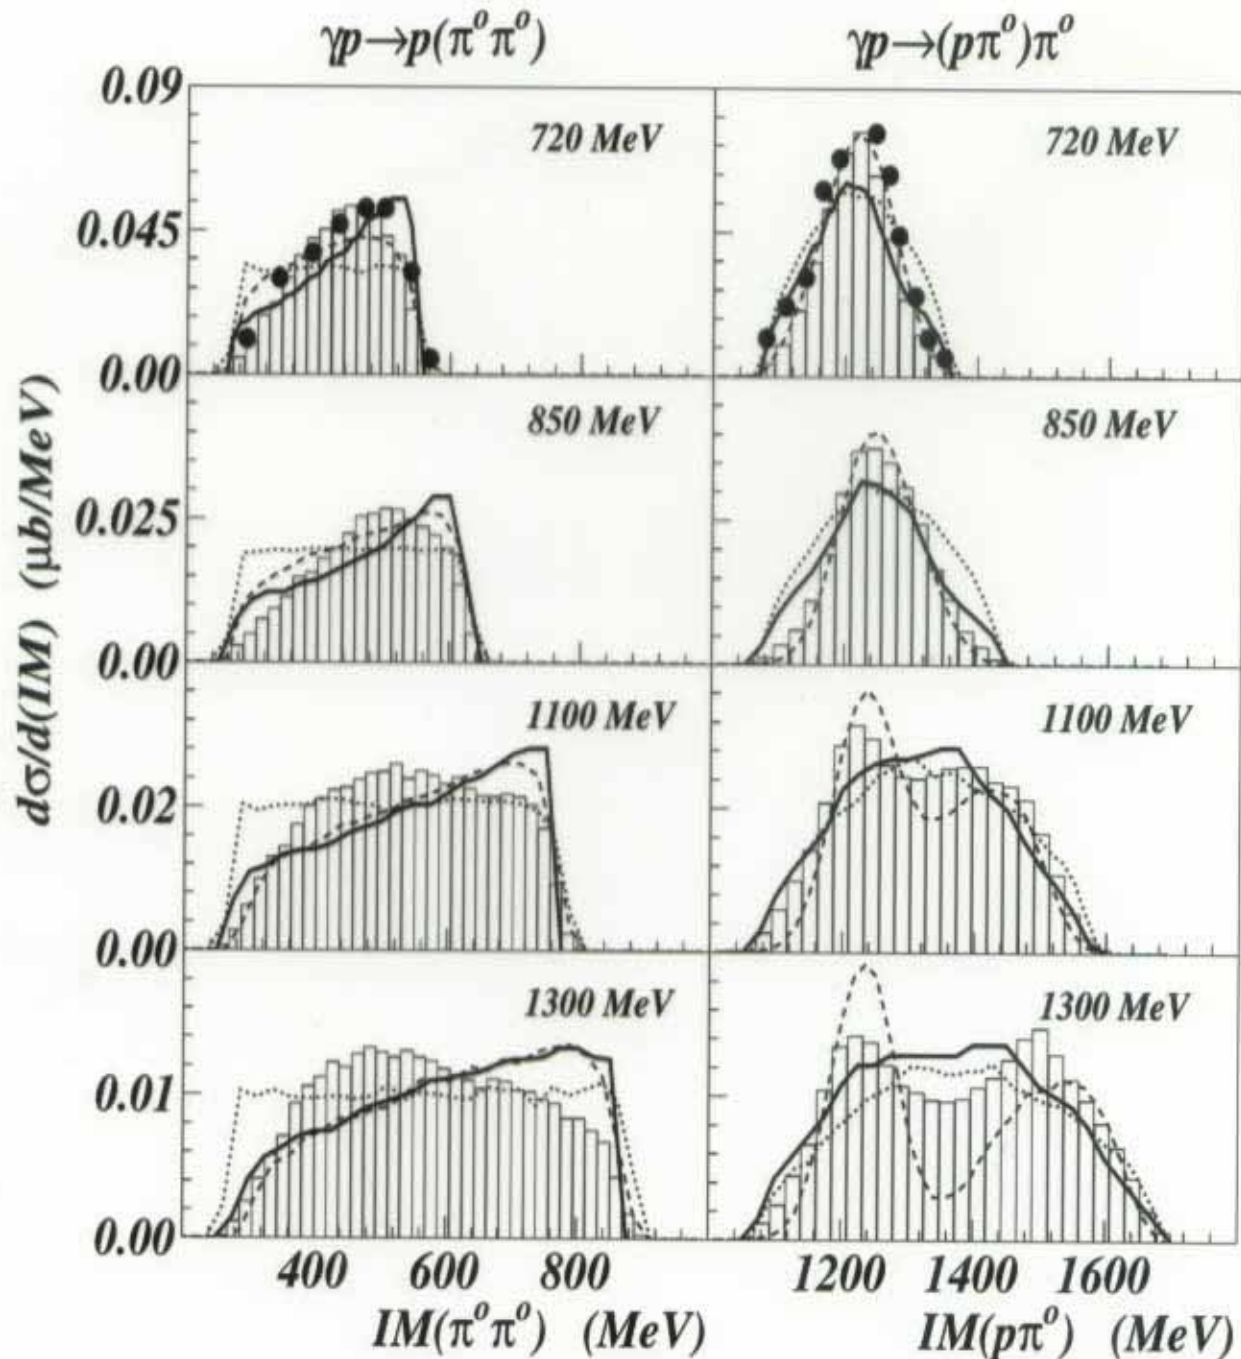 γp→p(π⁰π⁰)
γp→(pπ⁰)π⁰
0.09
0.045
0.00
720 MeV
720 MeV
0.025
0.00
850 MeV
850 MeV
0.02
0.00
1100 MeV
1100 MeV
0.01
0.00
1300 MeV
1300 MeV
dσ/d(IM) (μb/MeV)
400 600 800
1200 1400 1600
IM(π⁰π⁰) (MeV)
IM(pπ⁰) (MeV)